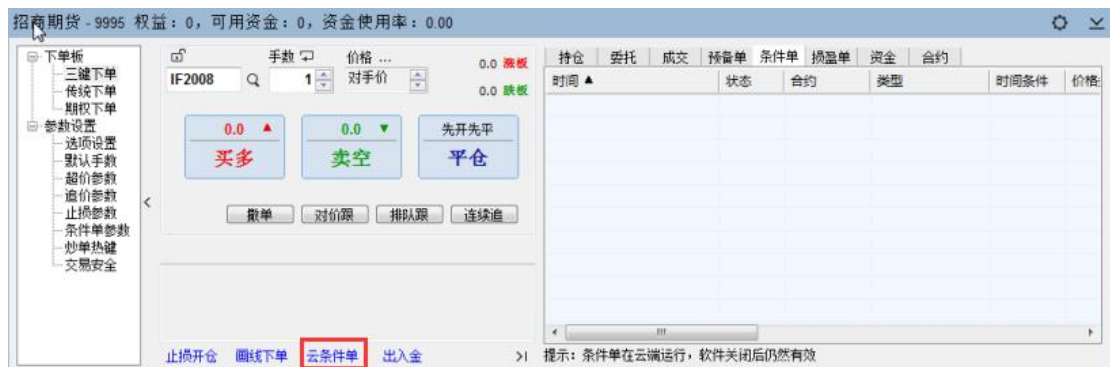 招商期货 - 9995 权益：0，可用资金：0，资金使用率：0.00
下单板
三键下单
传统下单
期权下单
参数设置
选项设置
默认手数
超价参数
追价参数
止损参数
条件单参数
炒单热键
交易安全
<
手数 价格 ...
IF2008 1 对手价
0.0 涨板
0.0 跌板
0.0 ▲
买多
0.0 ▼
卖空
先开先平
平仓
撤单 对价跟 排队跟 连续追
止损开仓 画线下单 云条件单 出入金 >|
持仓 委托 成交 预备单 条件单 损盈单 资金 合约
时间 ▲ 状态 合约 类型 时间条件 价格
提示：条件单在云端运行，软件关闭后仍然有效